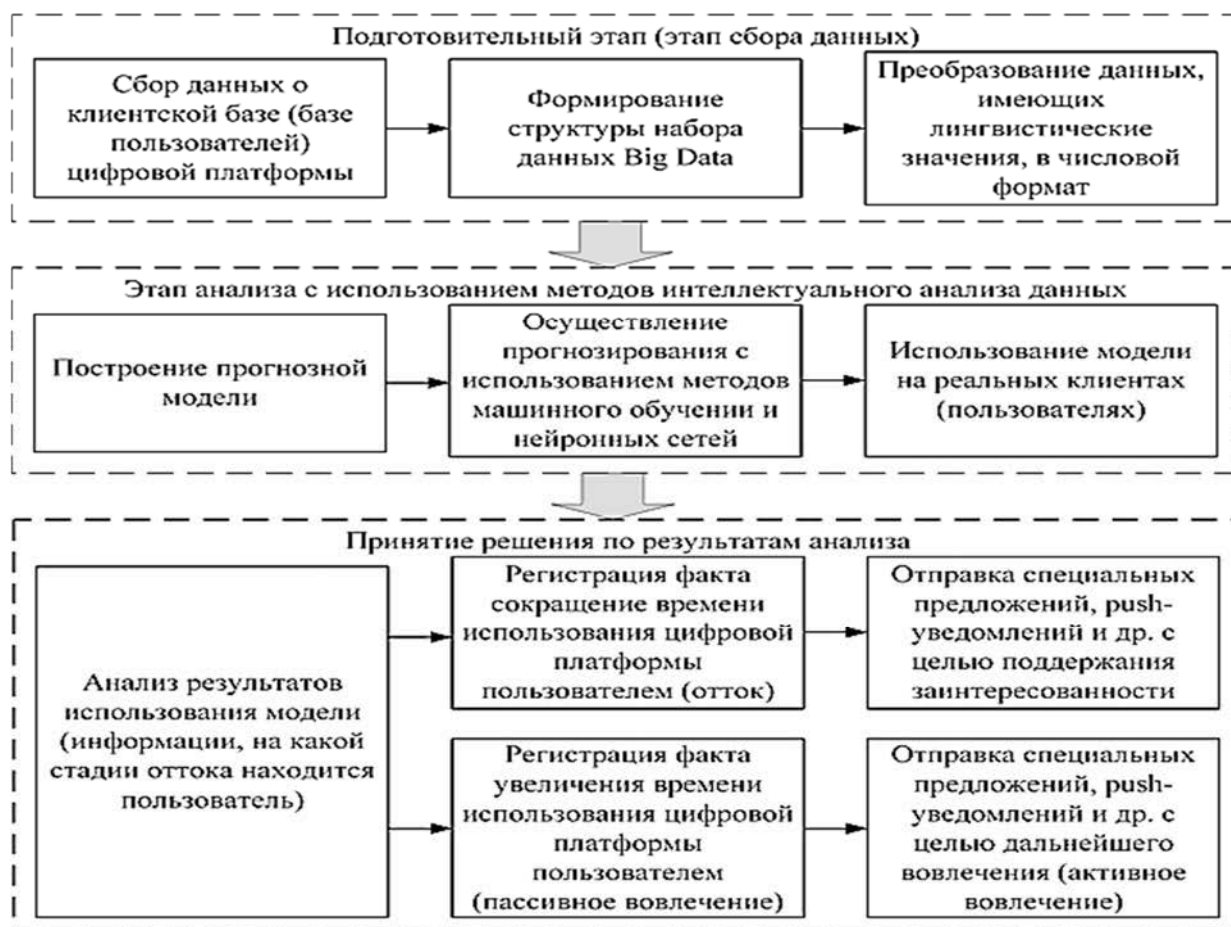 Подготовительный этап (этап сбора данных)
Сбор данных о
клиентской базе (базе
пользователей)
цифровой платформы
Формирование
структуры набора
данных Big Data
Преобразование данных,
имеющих
лингвистические
значения, в числовой
формат
Этап анализа с использованием методов интеллектуального анализа данных
Построение прогнозной
модели
Осуществление
прогнозирования с
использованием методов
машинного обучении и
нейронных сетей
Использование модели
на реальных клиентах
(пользователях)
Принятие решения по результатам анализа
Анализ результатов
использования модели
(информации, на какой
стадии оттока находится
пользователь)
Регистрация факта
сокращение времени
использования цифровой
платформы
пользователем (отток)
Отправка специальных
предложений, push-
уведомлений и др. с
целью поддержания
заинтересованности
Регистрация факта
увеличения времени
использования цифровой
платформы
пользователем
(пассивное вовлечение)
Отправка специальных
предложений, push-
уведомлений и др. с
целью дальнейшего
вовлечения (активное
вовлечение)